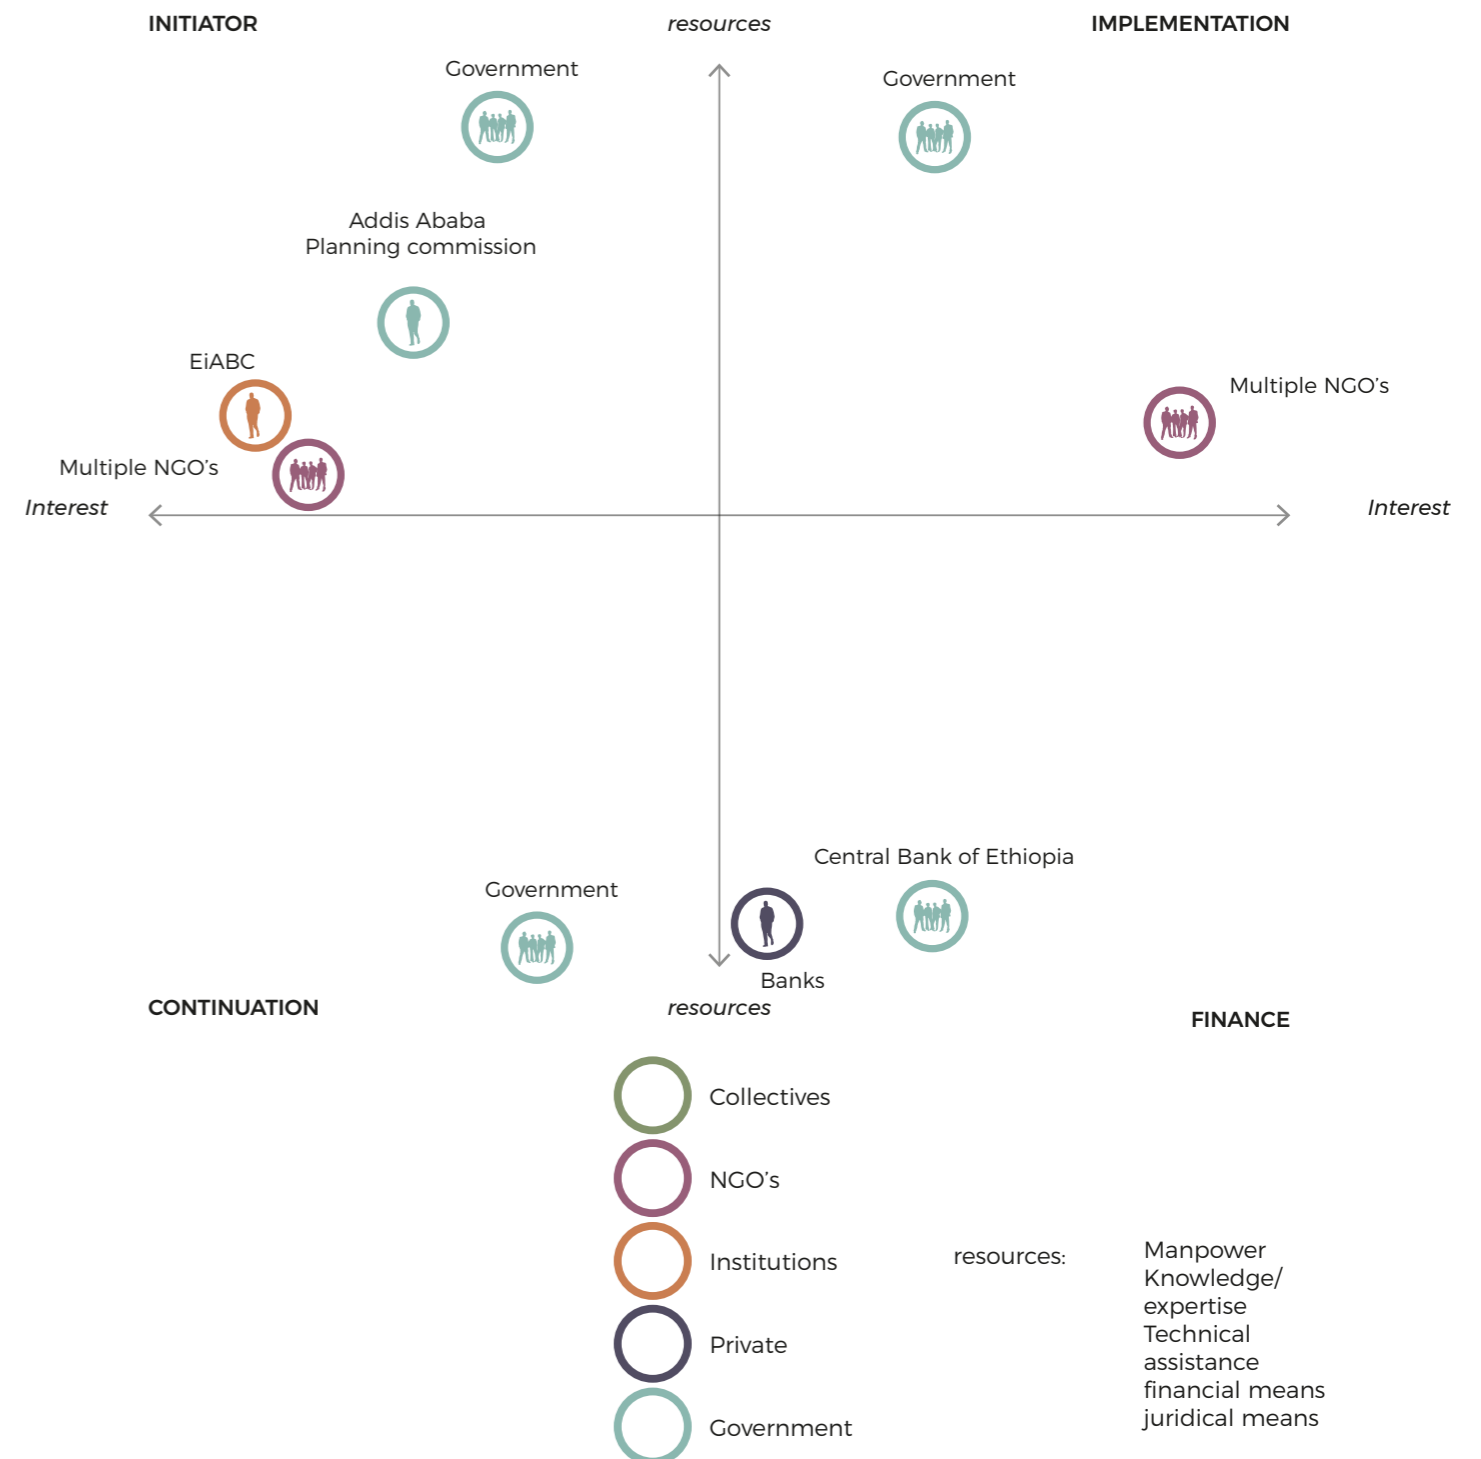 INITIATOR
resources
IMPLEMENTATION
Government
Government
Addis Ababa
Planning commission
EiABC
Multiple NGO's
Multiple NGO's
Interest
Interest
Central Bank of Ethiopia
Government
Banks
CONTINUATION
resources
FINANCE
Collectives
NGO's
Institutions
Private
Government
resources:
Manpower
Knowledge/
expertise
Technical
assistance
financial means
juridical means